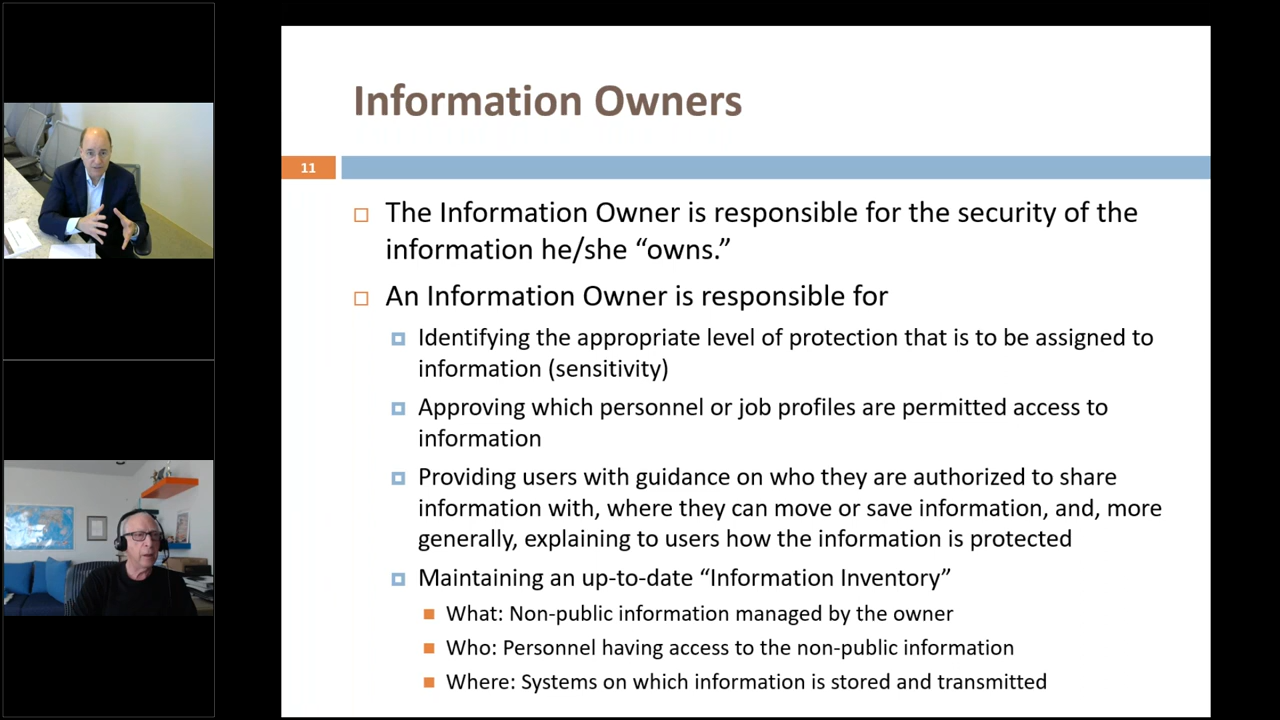 Information Owners
11
The Information Owner is responsible for the security of the
information he/she “owns.”
An Information Owner is responsible for
Identifying the appropriate level of protection that is to be assigned to
information (sensitivity)
Approving which personnel or job profiles are permitted access to
information
Providing users with guidance on who they are authorized to share
information with, where they can move or save information, and, more
generally, explaining to users how the information is protected
Maintaining an up-to-date “Information Inventory”
What: Non-public information managed by the owner
Who: Personnel having access to the non-public information
Where: Systems on which information is stored and transmitted